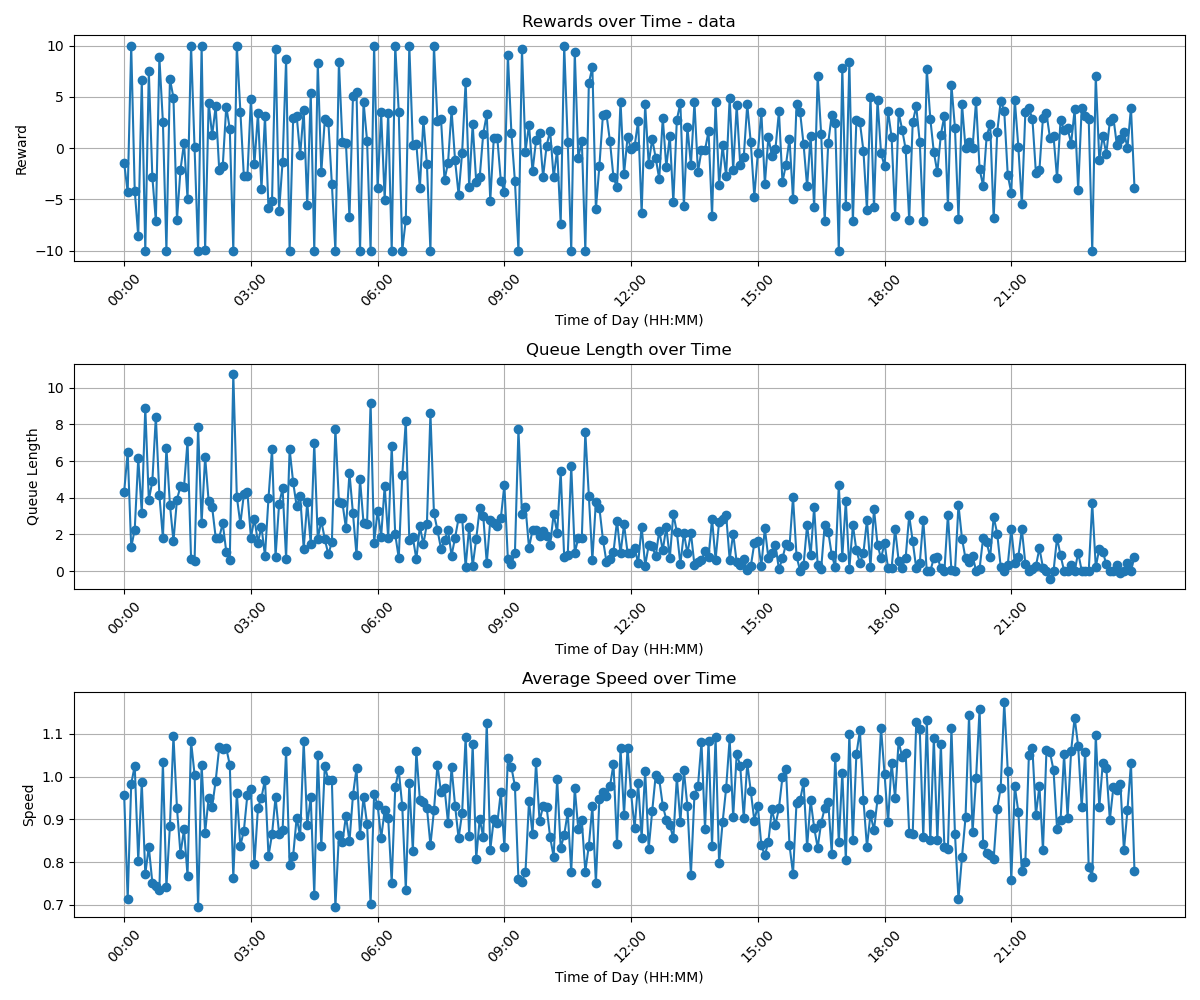 Rewards over Time - data
10
5
0
−5
−10
Reward
00:00 03:00 06:00 09:00 12:00 15:00 18:00 21:00
Time of Day (HH:MM)
Queue Length over Time
10
8
6
4
2
0
Queue Length
00:00 03:00 06:00 09:00 12:00 15:00 18:00 21:00
Time of Day (HH:MM)
Average Speed over Time
1.1
1.0
0.9
0.8
0.7
Speed
00:00 03:00 06:00 09:00 12:00 15:00 18:00 21:00
Time of Day (HH:MM)